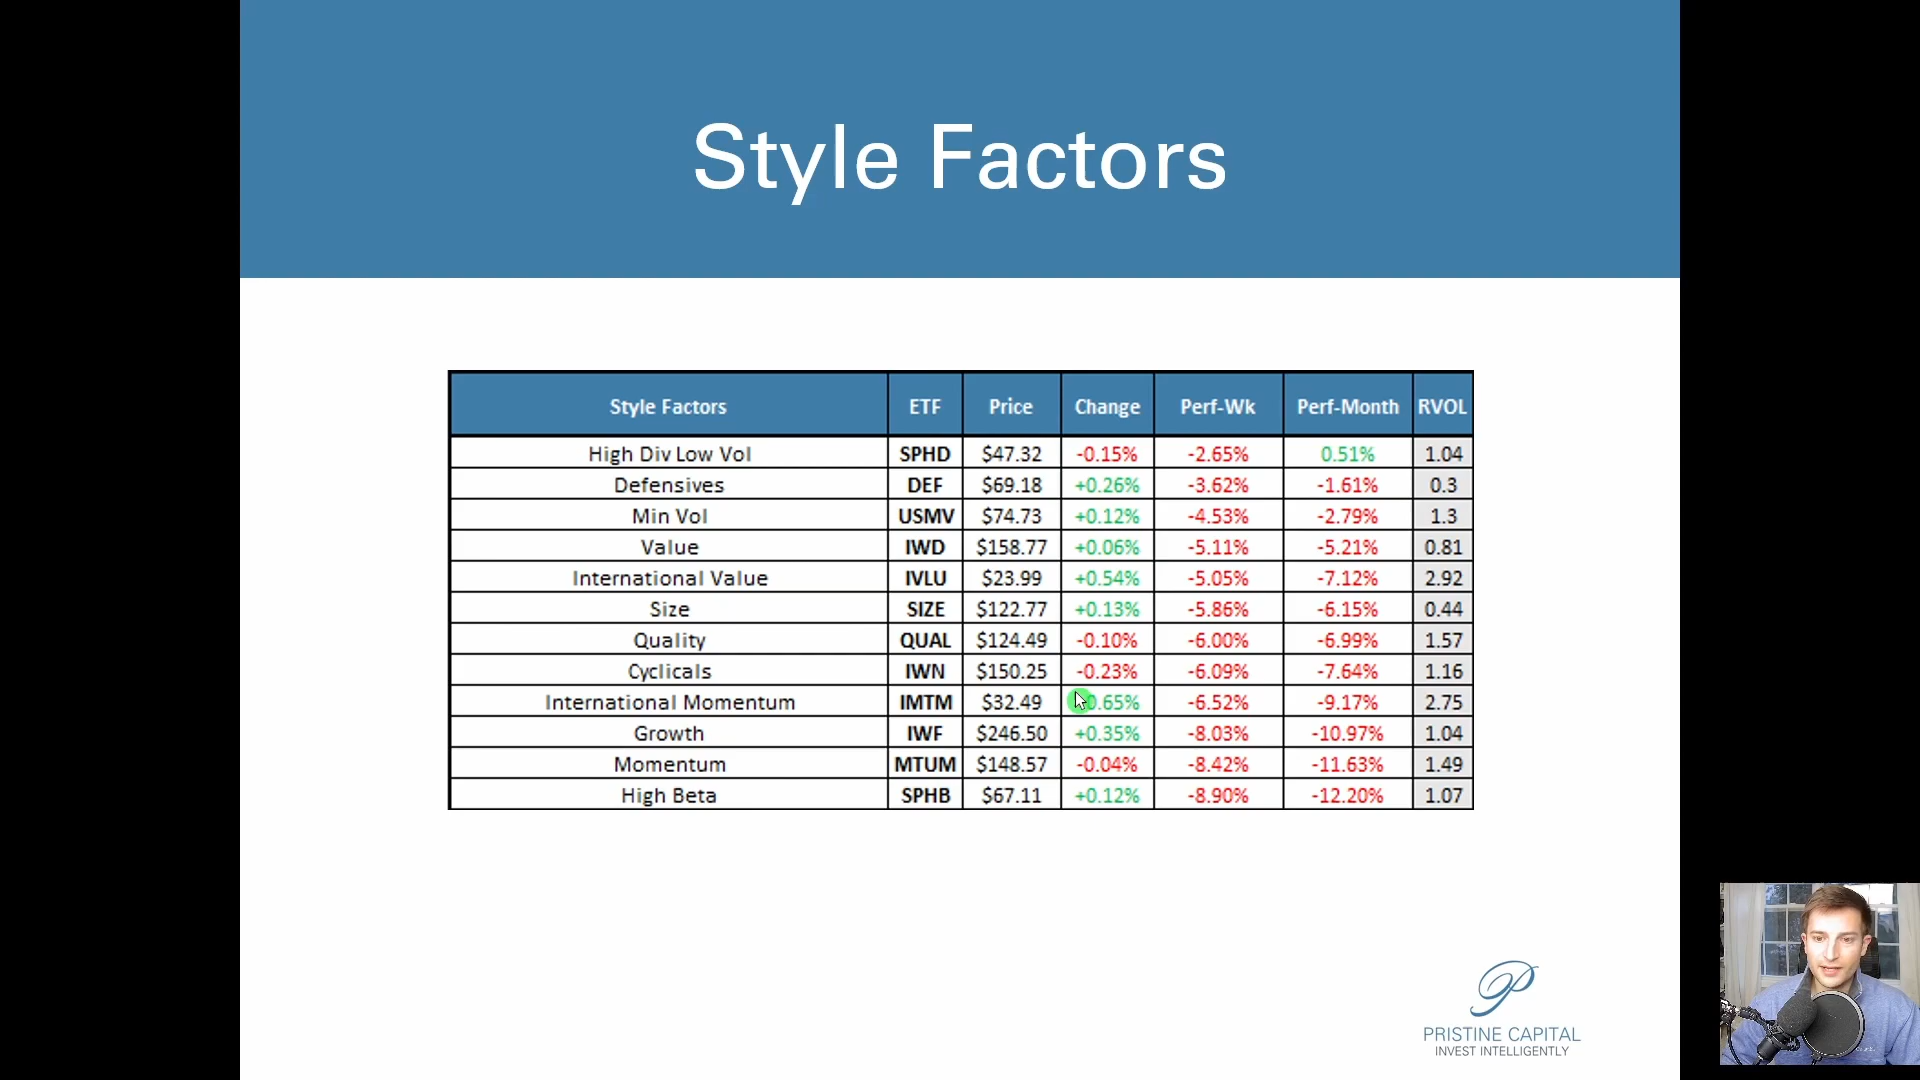 Style Factors
Style Factors ETF Price Change Perf-Wk Perf-Month RVOL
High Div Low Vol SPHD $47.32 -0.15% -2.65% 0.51% 1.04
Defensives DEF $69.18 +0.26% -3.62% -1.61% 0.3
Min Vol USMV $74.73 +0.12% -4.53% -2.79% 1.3
Value IWD $158.77 +0.06% -5.11% -5.21% 0.81
International Value IVLU $23.99 +0.54% -5.05% -7.12% 2.92
Size SIZE $122.77 +0.13% -5.86% -6.15% 0.44
Quality QUAL $124.49 -0.10% -6.00% -6.99% 1.57
Cyclicals IWN $150.25 -0.23% -6.09% -7.64% 1.16
International Momentum IMTM $32.49 0.65% -6.52% -9.17% 2.75
Growth IWF $246.50 +0.35% -8.03% -10.97% 1.04
Momentum MTUM $148.57 -0.04% -8.42% -11.63% 1.49
High Beta SPHB $67.11 +0.12% -8.90% -12.20% 1.07
PRISTINE CAPITAL
INVEST INTELLIGENTLY